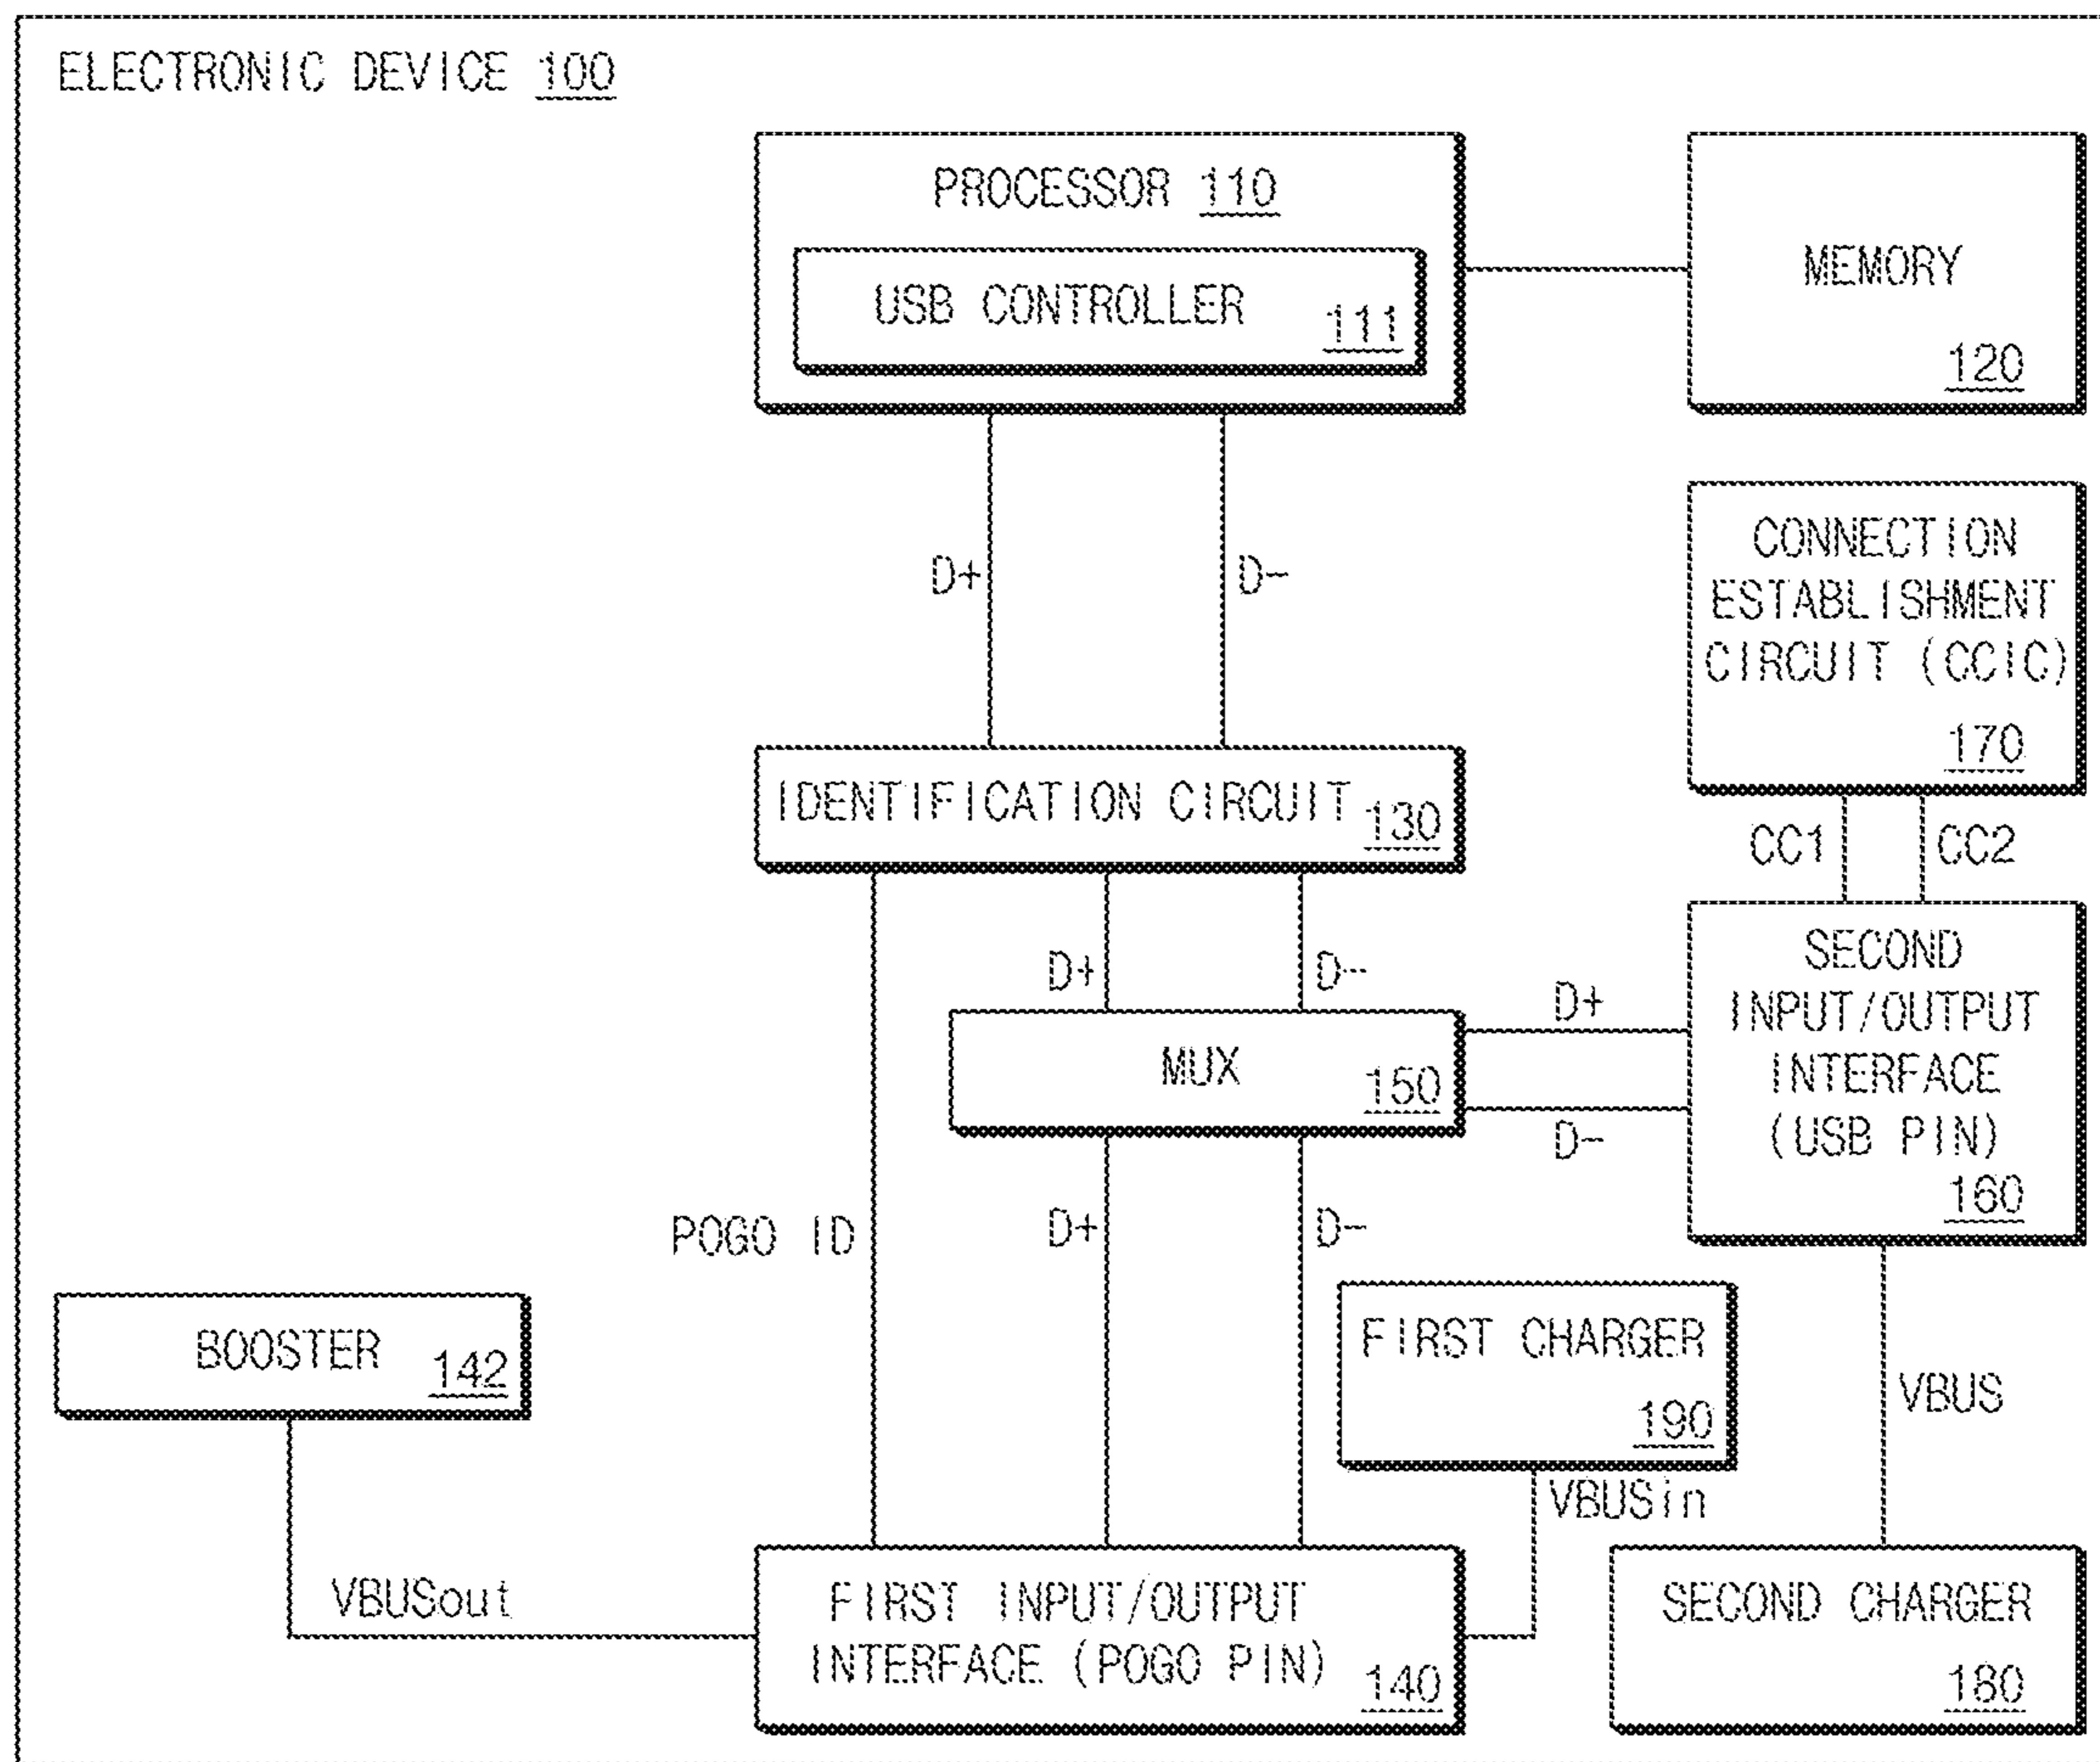 ELECTRONIC DEVICE 100
PROCESSOR 110
USB CONTROLLER 111
MEMORY
120
D+
D-
CONNECTION
ESTABLISHMENT
CIRCUIT (CCIC)
170
IDENTIFICATION CIRCUIT 130
CC1
CC2
D+
D-
MUX 150
D+
D-
SECOND
INPUT/OUTPUT
INTERFACE
(USB PIN)
160
POGO ID
D+
D-
BOOSTER 142
FIRST CHARGER
190
VBUS
VBUSin
VBUSout
FIRST INPUT/OUTPUT
INTERFACE (POGO PIN) 140
SECOND CHARGER
180